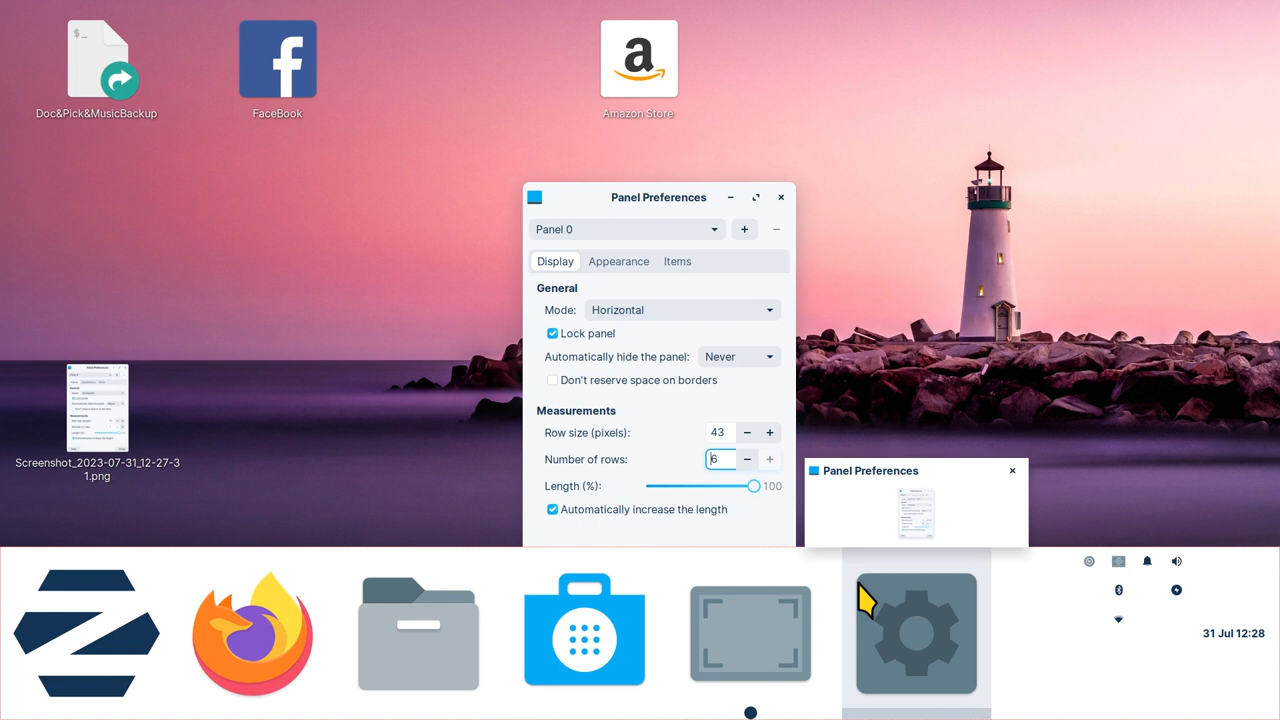 $_
Doc&Pick&MusicBackup
FaceBook
a
Amazon Store
Panel Preferences
Panel 0
Display Appearance Items
General
Mode: Horizontal
Lock panel
Automatically hide the panel: Never
Don't reserve space on borders
Measurements
Row size (pixels): 43
Number of rows: 6
Length (%): 100
Automatically increase the length
Screenshot_2023-07-31_12-27-3
1.png
Panel Preferences
31 Jul 12:28